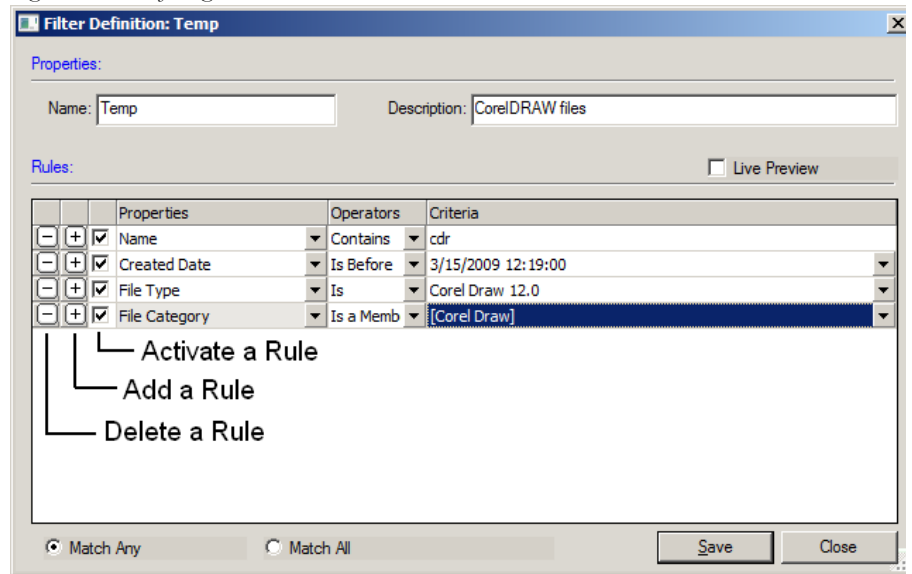 Filter Definition: Temp
Properties:
Name: Temp Description: CorelDRAW files
Rules: Live Preview
Properties Operators Criteria
Name Contains cdr
Created Date Is Before 3/15/2009 12:19:00
File Type Is Corel Draw 12.0
File Category Is a Memb [Corel Draw]
Activate a Rule
Add a Rule
Delete a Rule
Match Any Match All Save Close